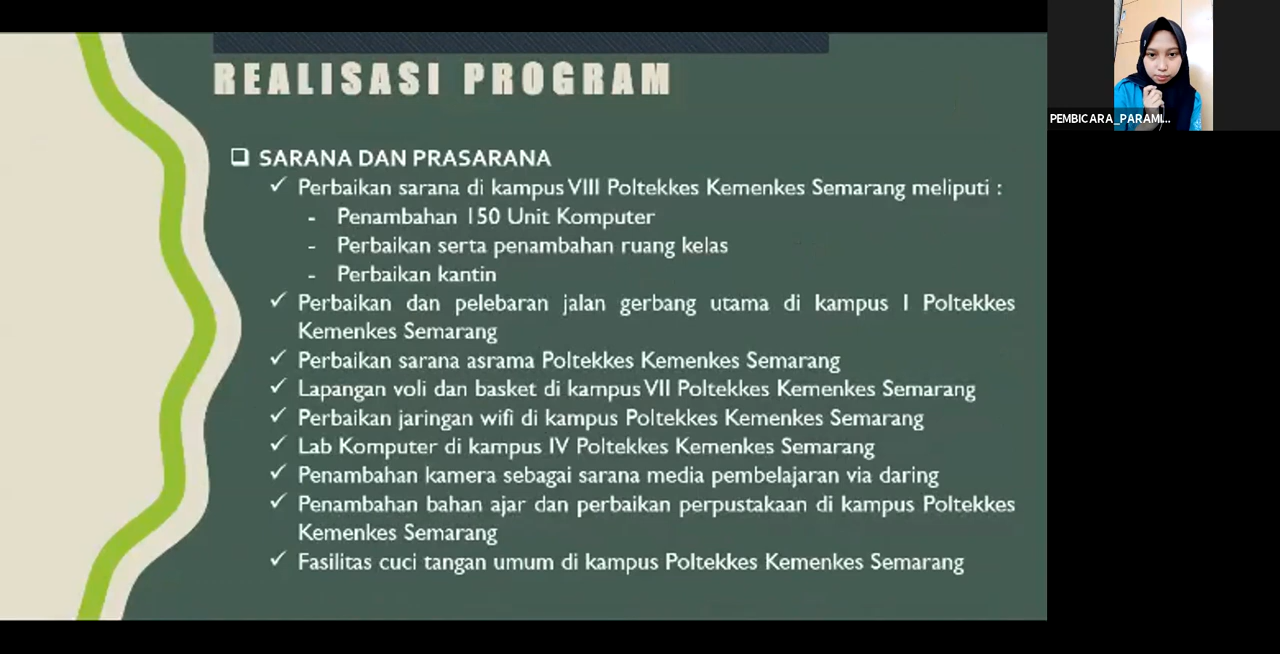 REALISASI PROGRAM
SARANA DAN PRASARANA
Perbaikan sarana di kampus VIII Poltekkes Kemenkes Semarang meliputi :
- Penambahan 150 Unit Komputer
- Perbaikan serta penambahan ruang kelas
- Perbaikan kantin
Perbaikan dan pelebaran jalan gerbang utama di kampus I Poltekkes
Kemenkes Semarang
Perbaikan sarana asrama Poltekkes Kemenkes Semarang
Lapangan voli dan basket di kampus VII Poltekkes Kemenkes Semarang
Perbaikan jaringan wifi di kampus Poltekkes Kemenkes Semarang
Lab Komputer di kampus IV Poltekkes Kemenkes Semarang
Penambahan kamera sebagai sarana media pembelajaran via daring
Penambahan bahan ajar dan perbaikan perpustakaan di kampus Poltekkes
Kemenkes Semarang
Fasilitas cuci tangan umum di kampus Poltekkes Kemenkes Semarang
PEMBICARA_PARAMI...